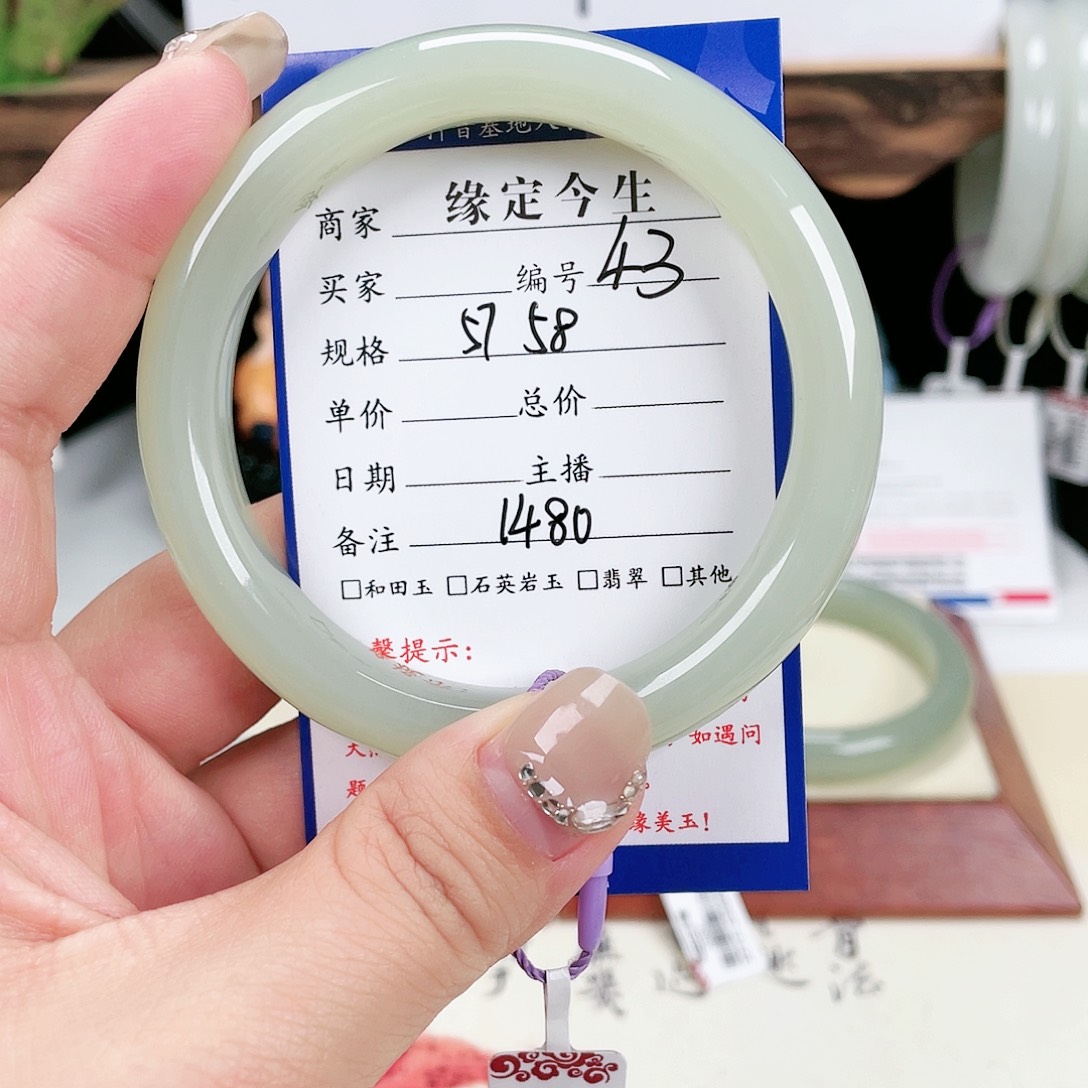 商家 缘定今生
买家 编号 43
规格 57 58
单价 总价
日期 主播
备注 1480
□和田玉 □石英岩玉 □翡翠 □其他
馨提示:
如遇问
题
缘美玉!